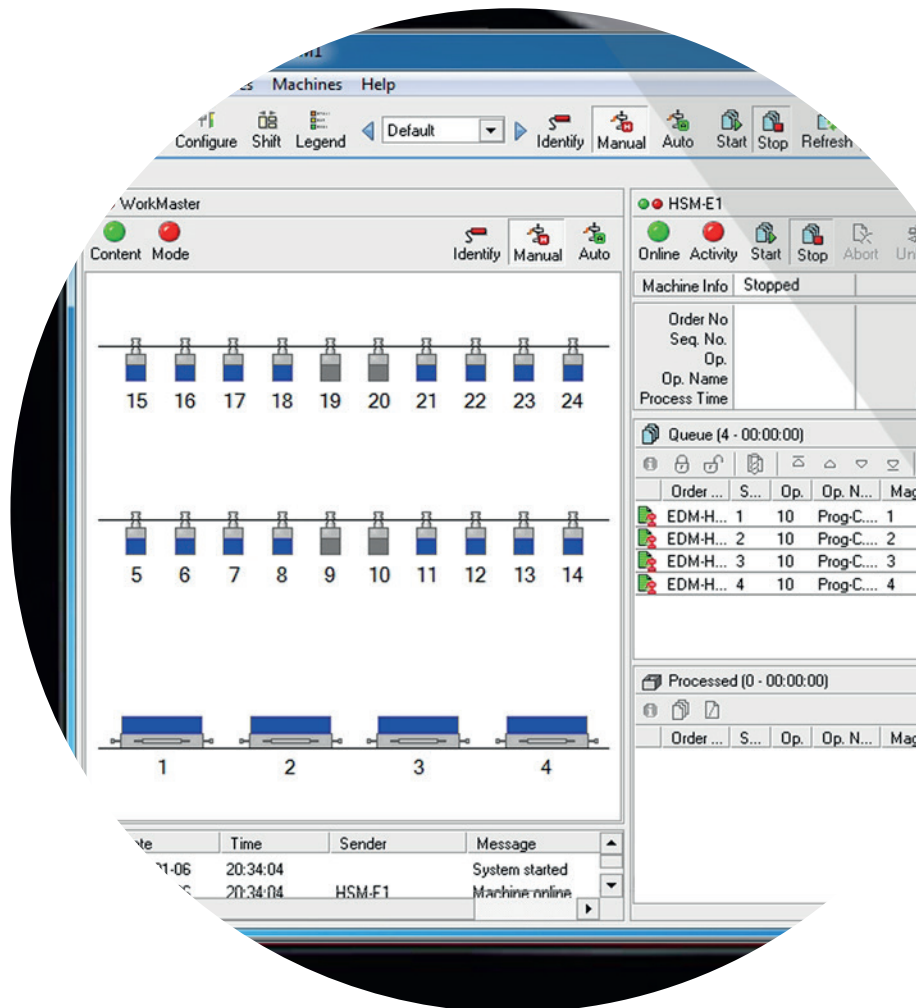 Machines Help
Configure Shift Legend Default Identify Manual Auto Start Stop Refresh
WorkMaster
Content Mode Identify Manual Auto
15 16 17 18 19 20 21 22 23 24
5 6 7 8 9 10 11 12 13 14
1 2 3 4
Time Sender Message
01-06 20:34:04 System started
20:34:04 HSM-E1 Machine online
HSM-E1
Online Activity Start Stop Abort
Machine Info Stopped
Order No
Seq. No.
Op.
Op. Name
Process Time
Queue (4 - 00:00:00)
Order ... S... Op. Op. N... Mag
EDM-H... 1 10 Prog-C.... 1
EDM-H... 2 10 Prog-C.... 2
EDM-H... 3 10 Prog-C.... 3
EDM-H... 4 10 Prog-C.... 4
Processed (0 - 00:00:00)
Order ... S... Op. Op. N... Mag